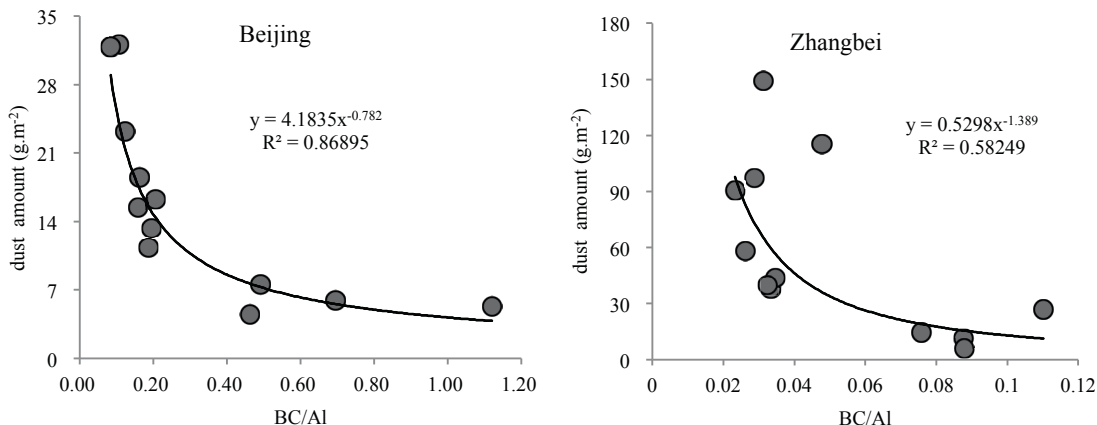 Beijing
dust amount (g.m-2)
35
28
21
14
7
0
y = 4.1835x-0.782
R² = 0.86895
0.00 0.20 0.40 0.60 0.80 1.00 1.20
BC/Al
Zhangbei
dust amount (g.m-2)
180
150
120
90
60
30
0
y = 0.5298x-1.389
R² = 0.58249
0 0.02 0.04 0.06 0.08 0.1 0.12
BC/Al